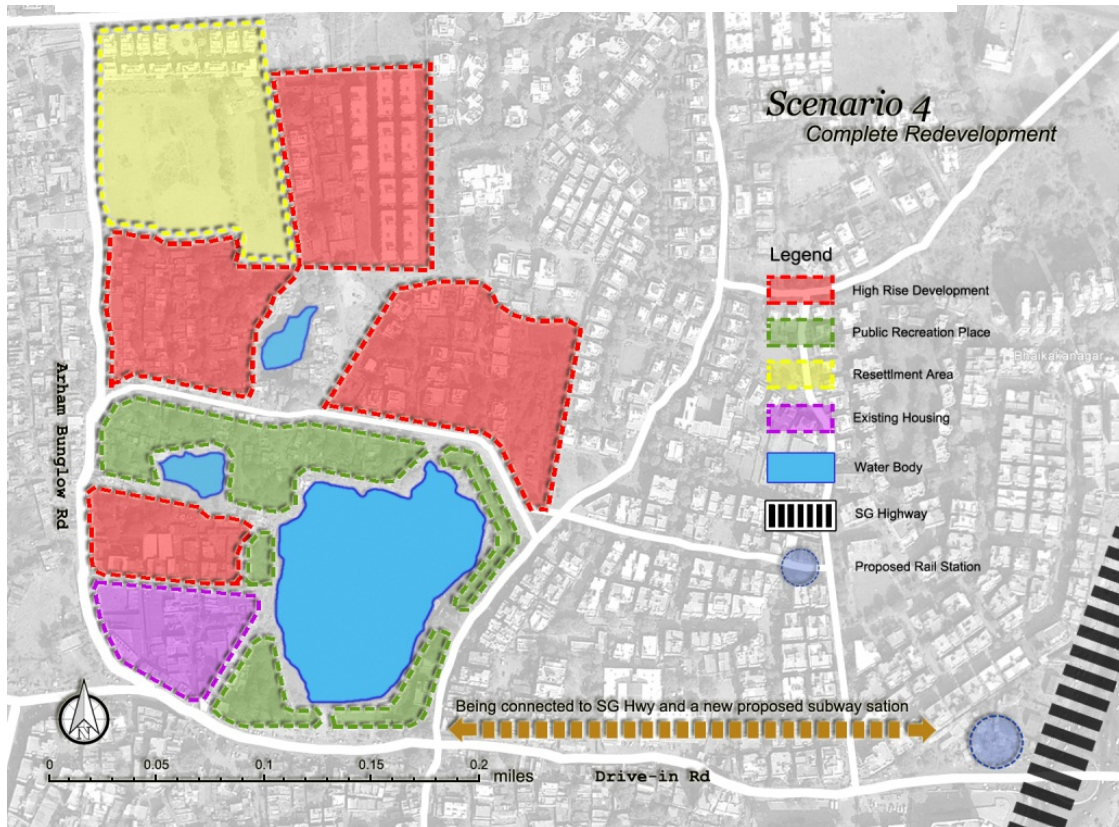 Scenario 4
Complete Redevelopment
Legend
High Rise Development
Public Recreation Place
Resettlment Area
Existing Housing
Water Body
SG Highway
Proposed Rail Station
Bhaikakanagar
Arham Bunglow Rd
Being connected to SG Hwy and a new proposed subway sation
N
0 0.05 0.1 0.15 0.2
miles
Drive-in Rd